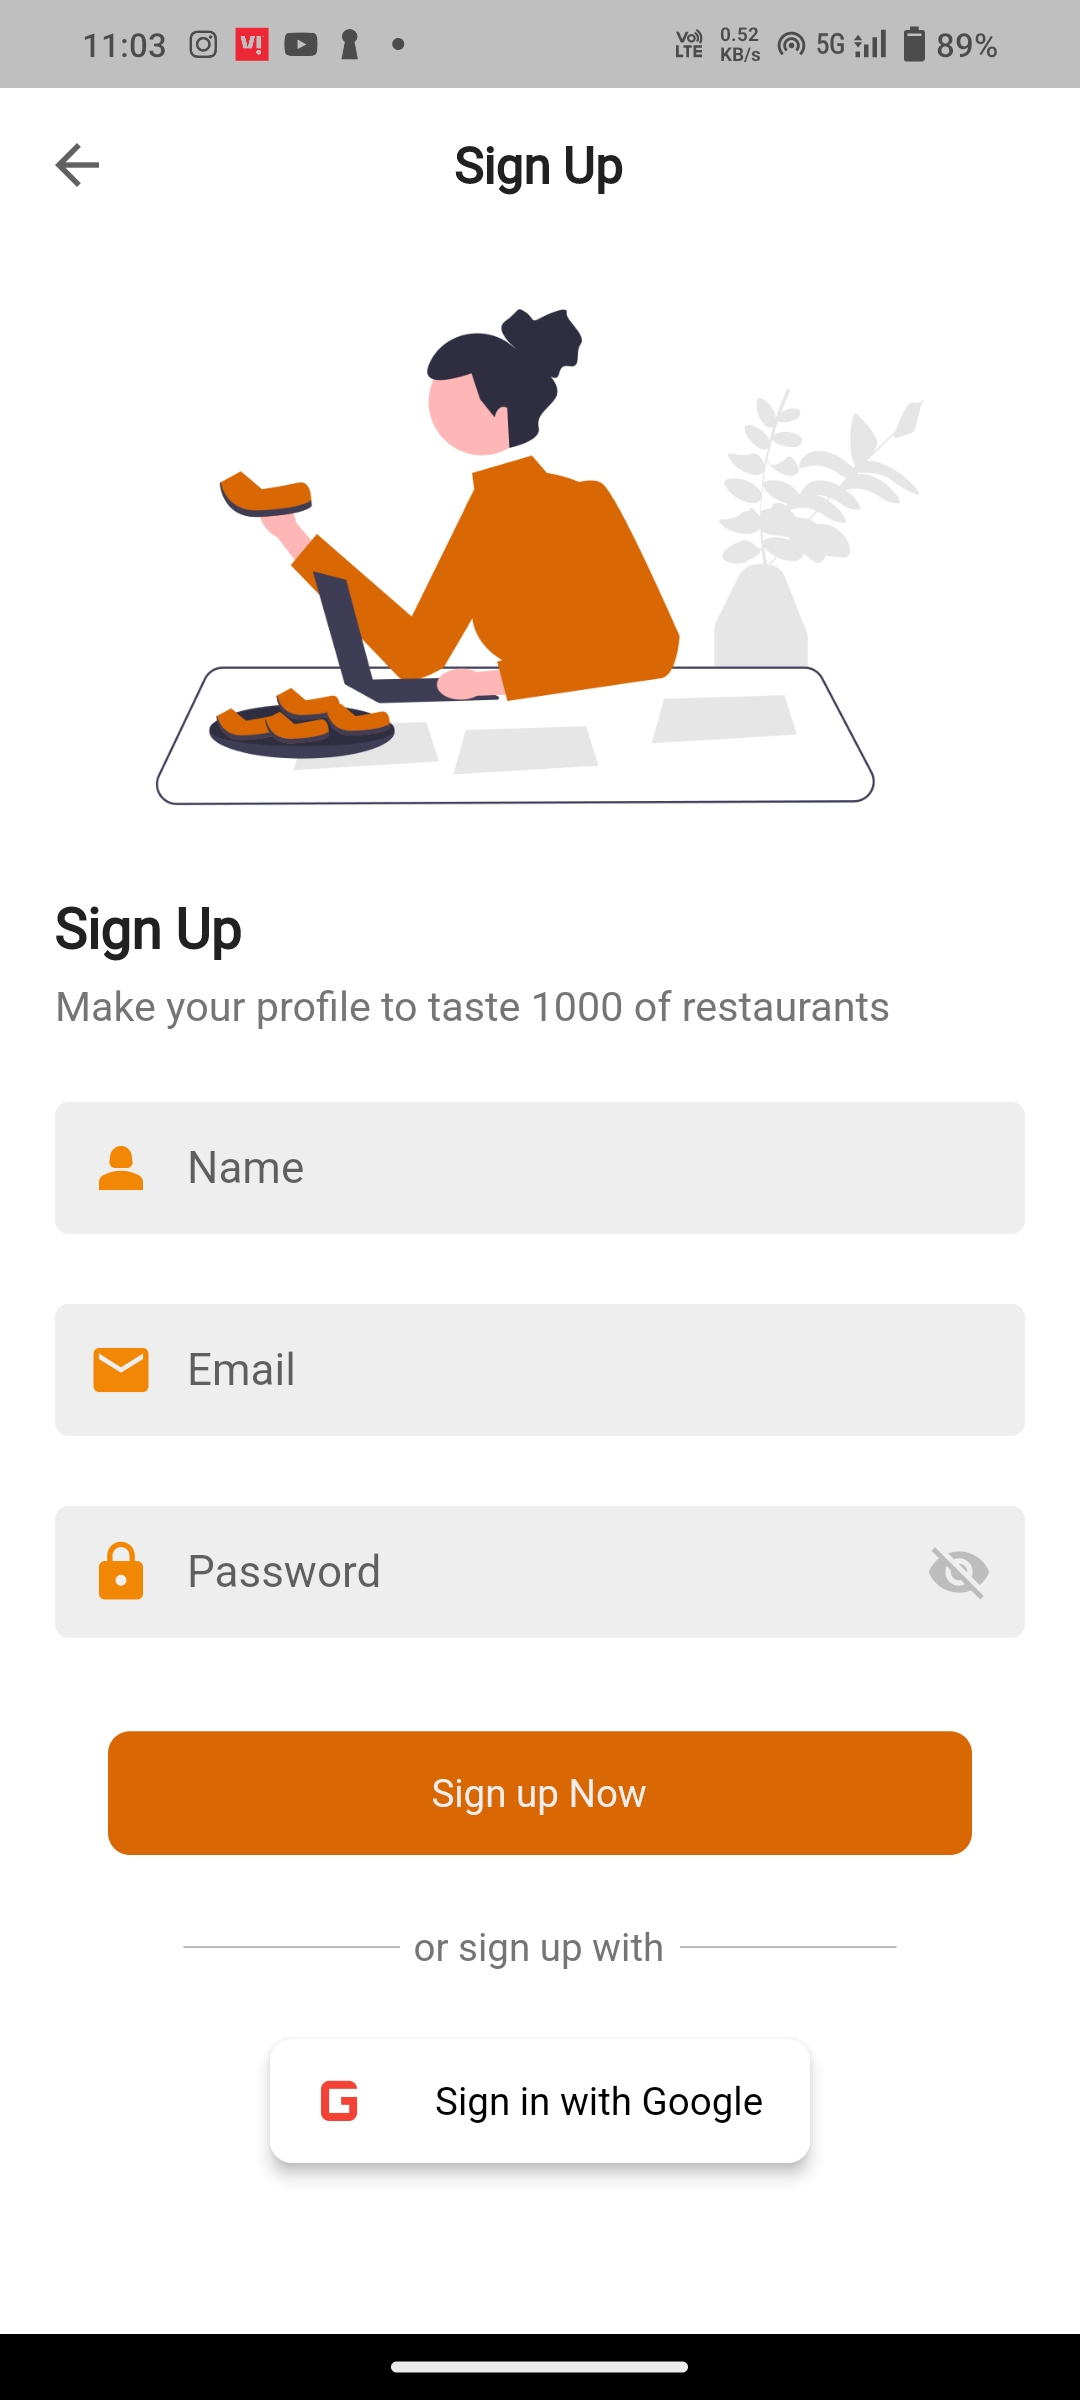 11:03 V! Vo) LTE 0.52 KB/s 5G 89%
Sign Up
Sign Up
Make your profile to taste 1000 of restaurants
Name
Email
Password
Sign up Now
or sign up with
G Sign in with Google